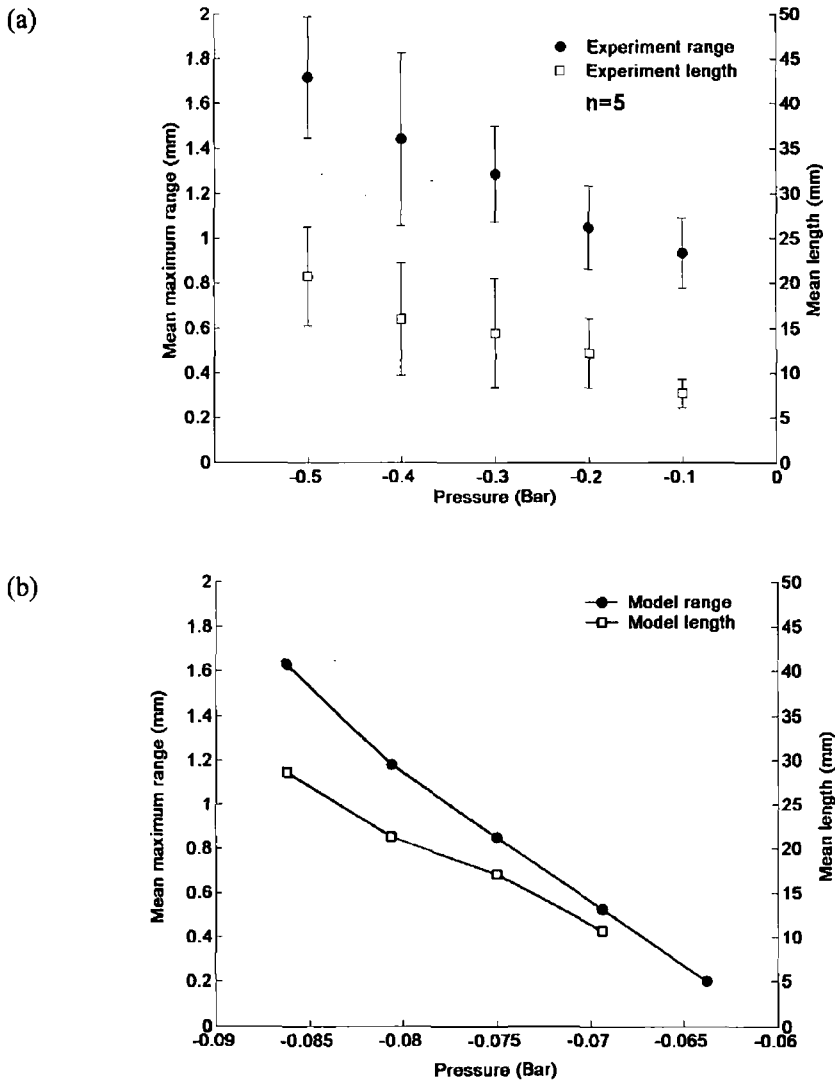 (a)
2
1.8
1.6
1.4
1.2
1
0.8
0.6
0.4
0.2
0
Mean maximum range (mm)
Experiment range
Experiment length
n=5
50
45
40
35
30
25
20
15
10
5
0
Mean length (mm)
-0.5 -0.4 -0.3 -0.2 -0.1 0
Pressure (Bar)
(b)
2
1.8
1.6
1.4
1.2
1
0.8
0.6
0.4
0.2
0
Mean maximum range (mm)
Model range
Model length
50
45
40
35
30
25
20
15
10
5
0
Mean length (mm)
-0.09 -0.085 -0.08 -0.075 -0.07 -0.065 -0.06
Pressure (Bar)